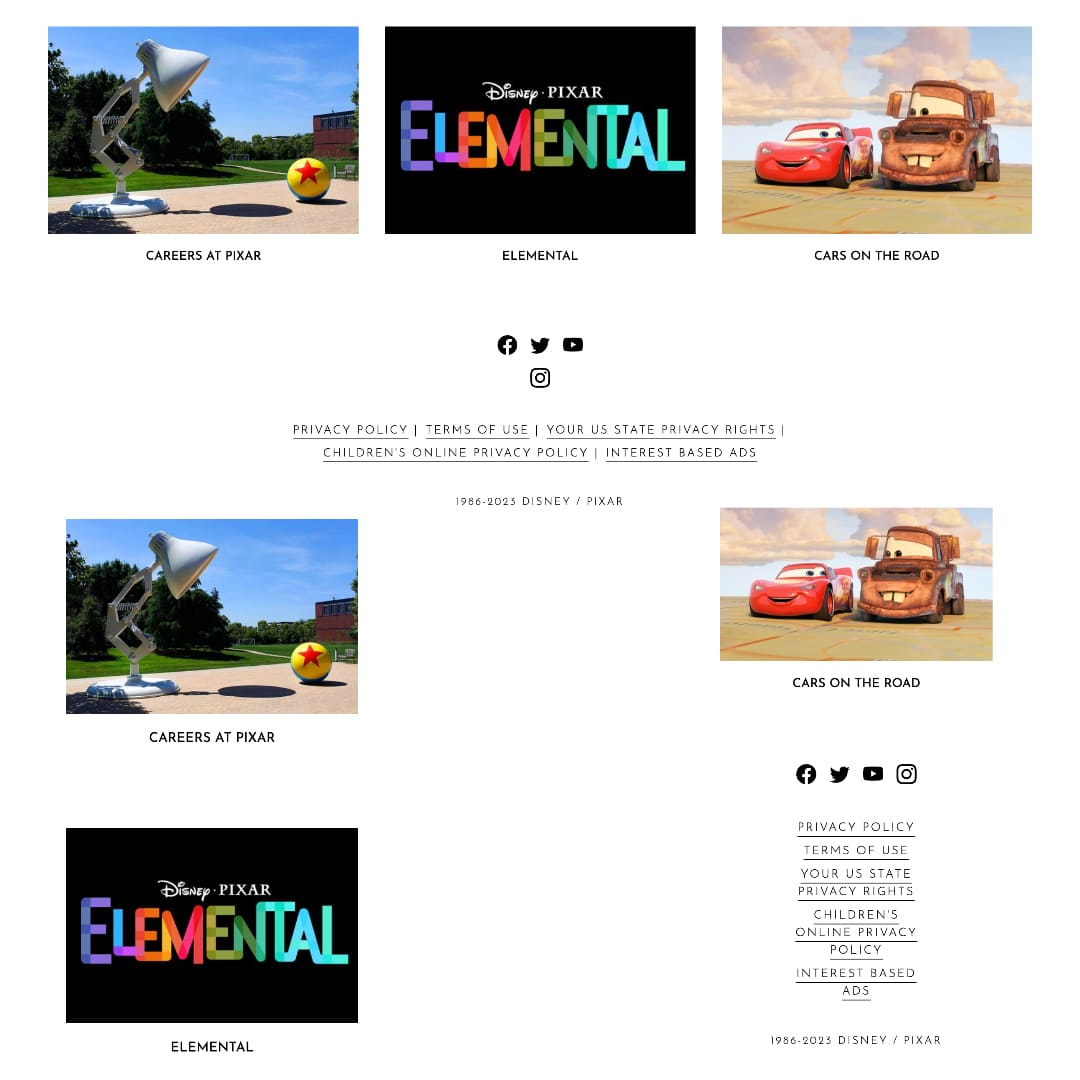 DISNEY · PIXAR
ELEMENTAL
CAREERS AT PIXAR
ELEMENTAL
CARS ON THE ROAD
PRIVACY POLICY | TERMS OF USE | YOUR US STATE PRIVACY RIGHTS |
CHILDREN'S ONLINE PRIVACY POLICY | INTEREST BASED ADS
1986-2023 DISNEY / PIXAR
CAREERS AT PIXAR
DISNEY · PIXAR
ELEMENTAL
ELEMENTAL
CARS ON THE ROAD
PRIVACY POLICY
TERMS OF USE
YOUR US STATE
PRIVACY RIGHTS
CHILDREN'S
ONLINE PRIVACY
POLICY
INTEREST BASED
ADS
1986-2023 DISNEY / PIXAR